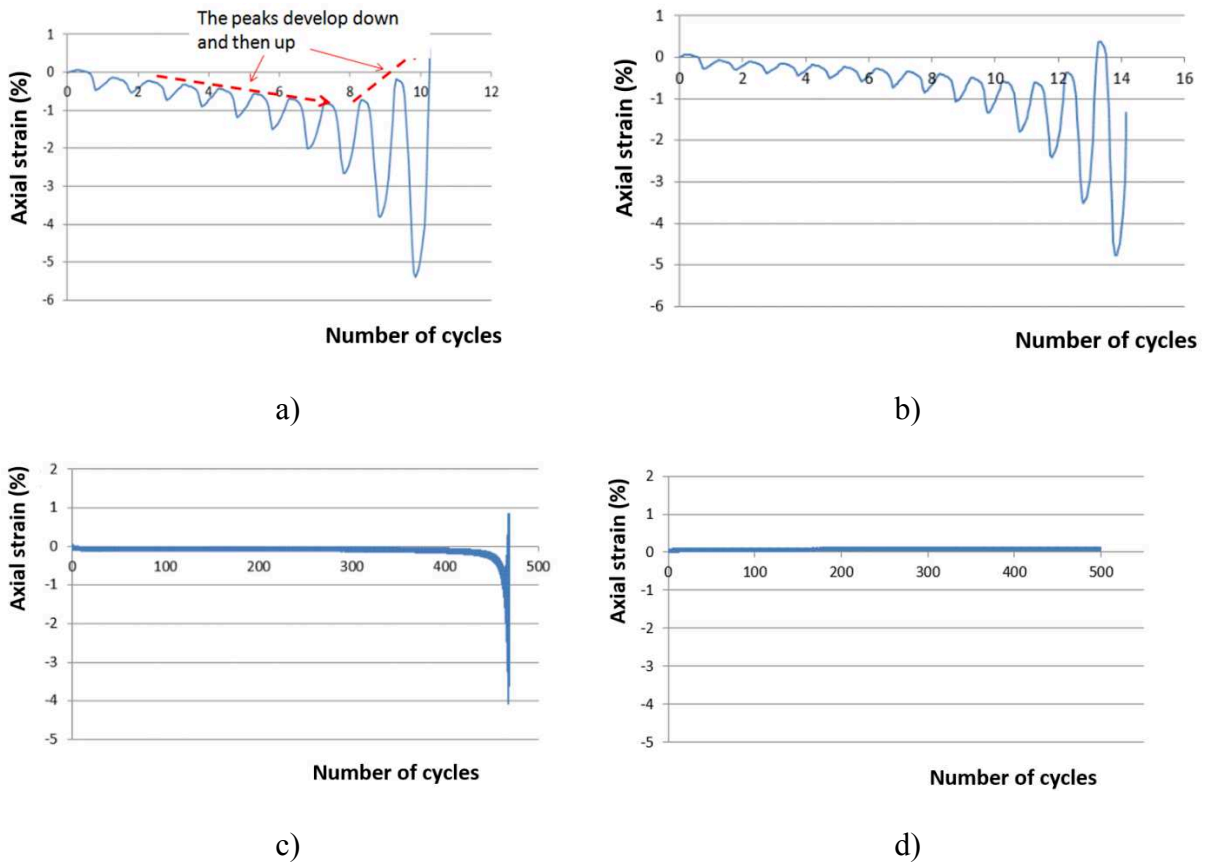 The peaks develop down
and then up
1
0
-1
-2
-3
-4
-5
-6
0 2 4 6 8 10 12
Axial strain (%)
Number of cycles
a)
1
0
-1
-2
-3
-4
-5
-6
0 2 4 6 8 10 12 14 16
Axial strain (%)
Number of cycles
b)
2
1
0
-1
-2
-3
-4
-5
0 100 200 300 400 500
Axial strain (%)
Number of cycles
c)
2
1
0
-1
-2
-3
-4
-5
0 100 200 300 400 500
Axial strain (%)
Number of cycles
d)